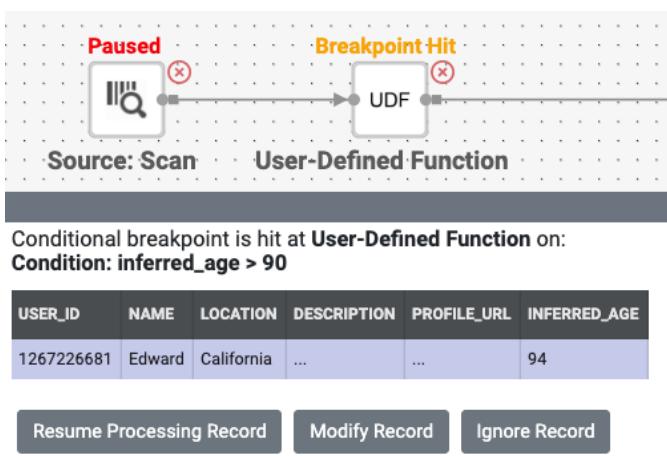 Paused
Breakpoint Hit
UDF
Source: Scan
User-Defined Function
Conditional breakpoint is hit at User-Defined Function on:
Condition: inferred_age > 90
USER_ID NAME LOCATION DESCRIPTION PROFILE_URL INFERRED_AGE
1267226681 Edward California ... ... 94
Resume Processing Record Modify Record Ignore Record